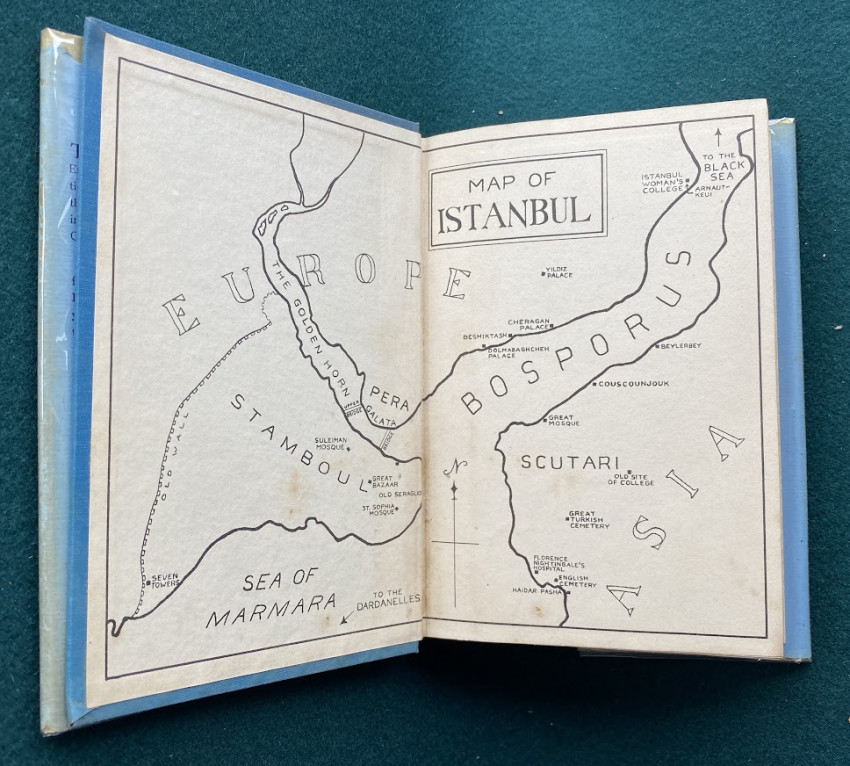 MAP OF
ISTANBUL
EUROPE
THE GOLDEN HORN
STAMBOUL
OLD WALL
PERA
GALATA
UPPER
BRIDGE
BRIDGE
SULEIMAN
MOSQUE
GREAT
BAZAAR
OLD SERAGLIO
ST. SOPHIA
MOSQUE
SEVEN
TOWERS
SEA OF
MARMARA
TO THE
DARDANELLES
TO THE
BLACK
SEA
ISTANBUL
WOMAN'S
COLLEGE
ARNAUT-
KEUI
YILDIZ
PALACE
CHERAGAN
PALACE
BESHIKTASH
DOLMABAGHCHEH
PALACE
BOSPORUS
BEYLERBEY
COUSCOUNJOUK
GREAT
MOSQUE
SCUTARI
OLD SITE
OF COLLEGE
ASIA
N
GREAT
TURKISH
CEMETERY
FLORENCE
NIGHTINGALE'S
HOSPITAL
ENGLISH
CEMETERY
HAIDAR PASHA